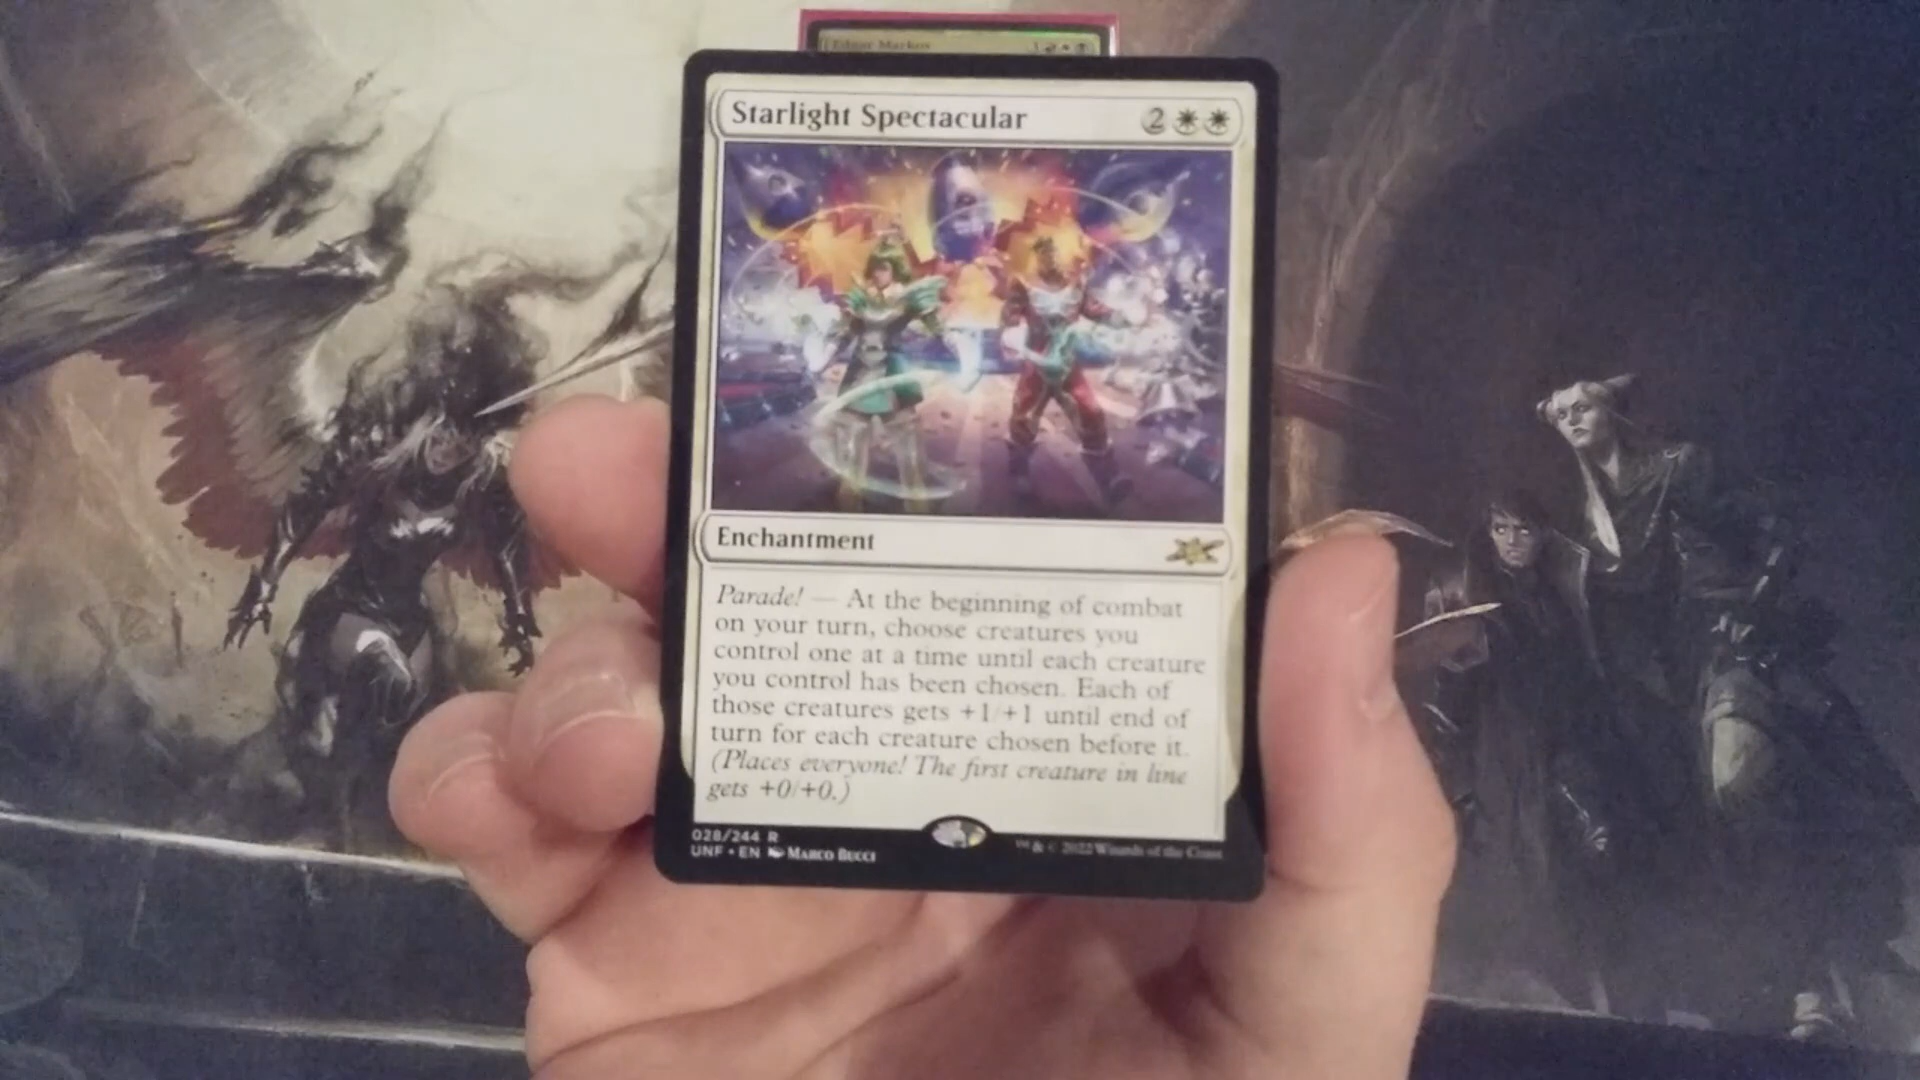 Edgar Markov
Starlight Spectacular 2
Enchantment
Parade! — At the beginning of combat
on your turn, choose creatures you
control one at a time until each creature
you control has been chosen. Each of
those creatures gets +1/+1 until end of
turn for each creature chosen before it.
(Places everyone! The first creature in line
gets +0/+0.)
028/244 R
UNF • EN MARCO BUCCI
™ & © 2022 Wizards of the Coast